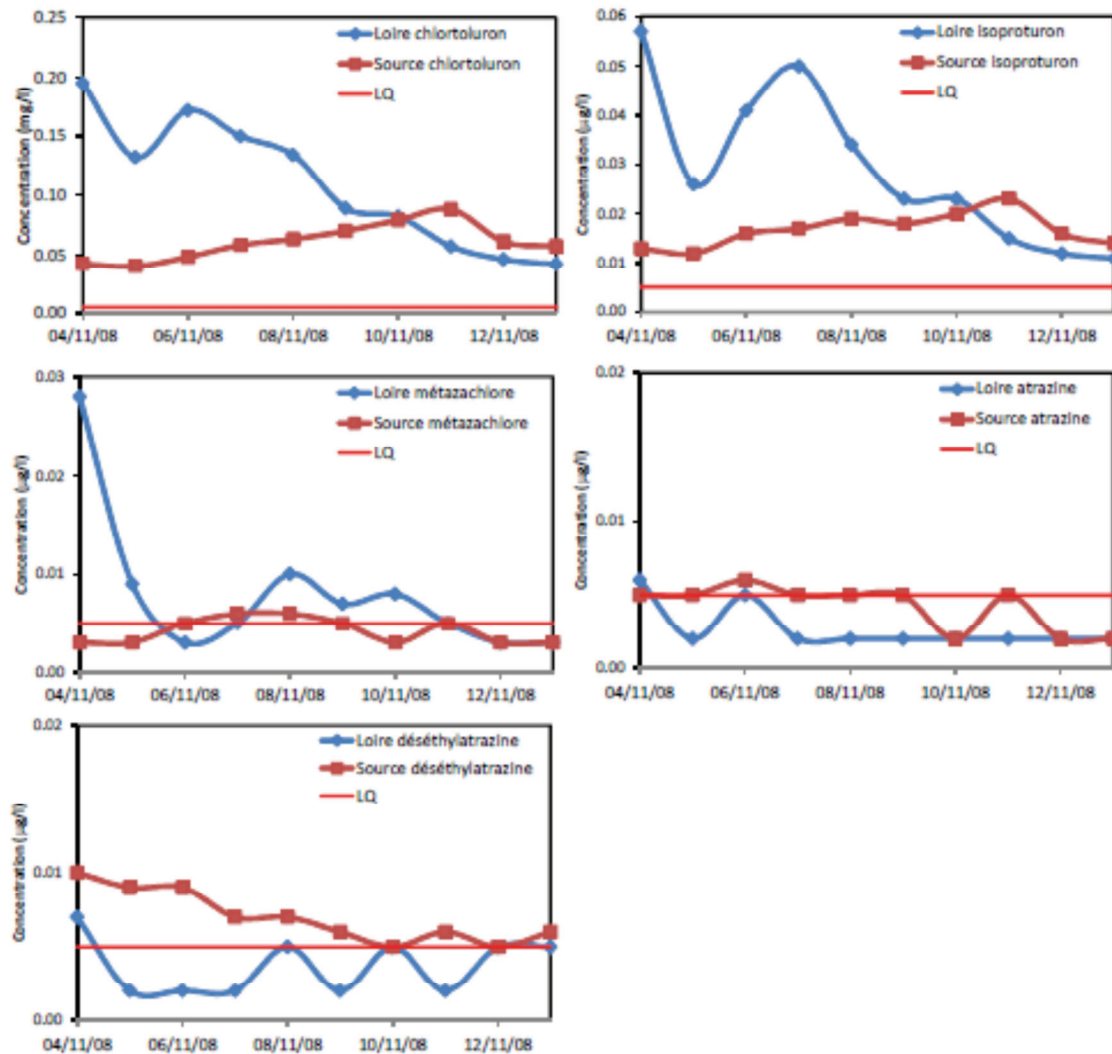 0.25
0.20
0.15
0.10
0.05
0.00
Concentration (mg/l)
Loire chlortoluron
Source chlortoluron
LQ
04/11/08 06/11/08 08/11/08 10/11/08 12/11/08
0.06
0.05
0.04
0.03
0.02
0.01
0.00
Concentration (µg/l)
Loire isoproturon
Source isoproturon
LQ
04/11/08 06/11/08 08/11/08 10/11/08 12/11/08
0.03
0.02
0.01
0.00
Concentration (µg/l)
Loire métazachlore
Source métazachlore
LQ
04/11/08 06/11/08 08/11/08 10/11/08 12/11/08
0.02
0.01
0.00
Concentration (µg/l)
Loire atrazine
Source atrazine
LQ
04/11/08 06/11/08 08/11/08 10/11/08 12/11/08
0.02
0.01
0.00
Concentration (µg/l)
Loire déséthylatrazine
Source déséthylatrazine
LQ
04/11/08 06/11/08 08/11/08 10/11/08 12/11/08